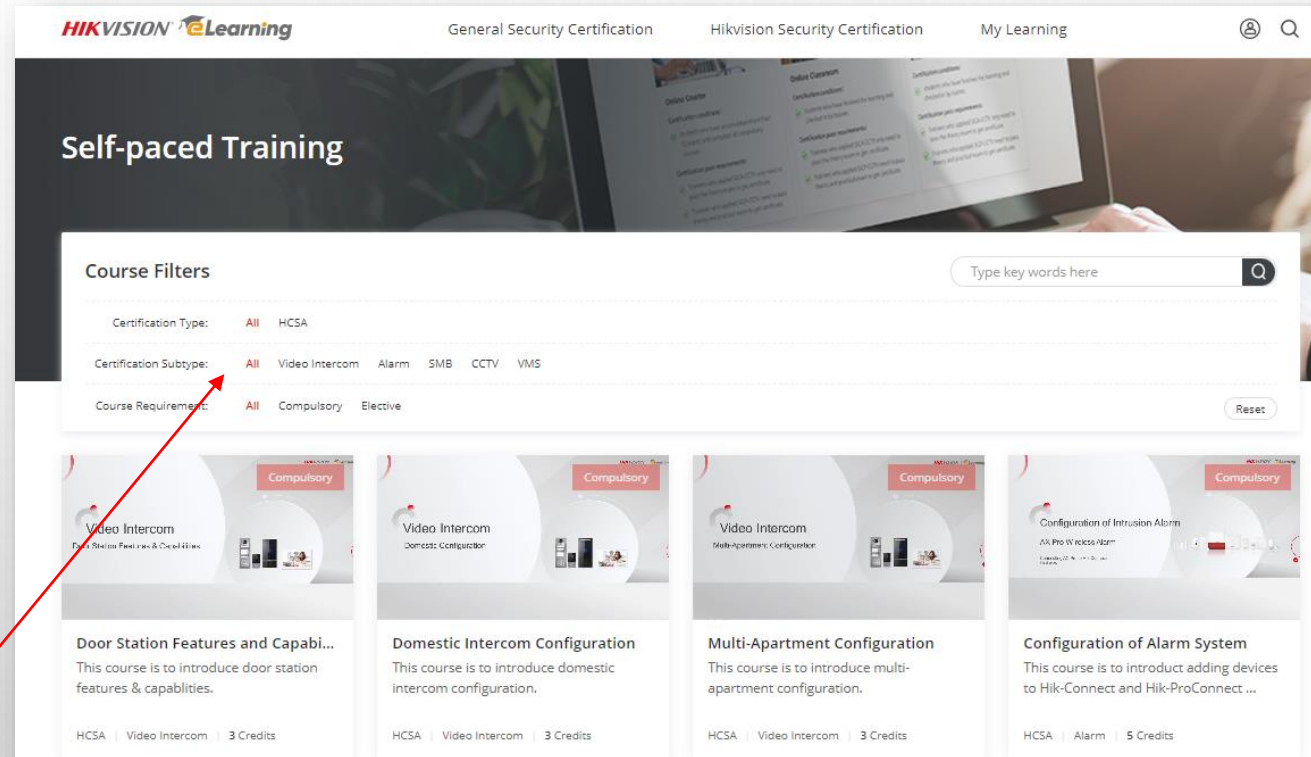 HIKVISION eLearning
General Security Certification
Hikvision Security Certification
My Learning
Self-paced Training
Course Filters
Type key words here
Certification Type: All HCSA
Certification Subtype: All Video Intercom Alarm SMB CCTV VMS
Course Requirement: All Compulsory Elective
Reset
Compulsory
Video Intercom
Door Station Features & Capabilities
Door Station Features and Capabi...
This course is to introduce door station
features & capablities.
HCSA | Video Intercom | 3 Credits
Compulsory
Video Intercom
Domestic Configuration
Domestic Intercom Configuration
This course is to introduce domestic
intercom configuration.
HCSA | Video Intercom | 3 Credits
Compulsory
Video Intercom
Multi-Apartment Configuration
Multi-Apartment Configuration
This course is to introduce multi-
apartment configuration.
HCSA | Video Intercom | 3 Credits
Compulsory
Configuration of Intrusion Alarm
AX Pro Wireless Alarm
Configuration of Alarm System
This course is to introduct adding devices
to Hik-Connect and Hik-ProConnect ...
HCSA | Alarm | 5 Credits